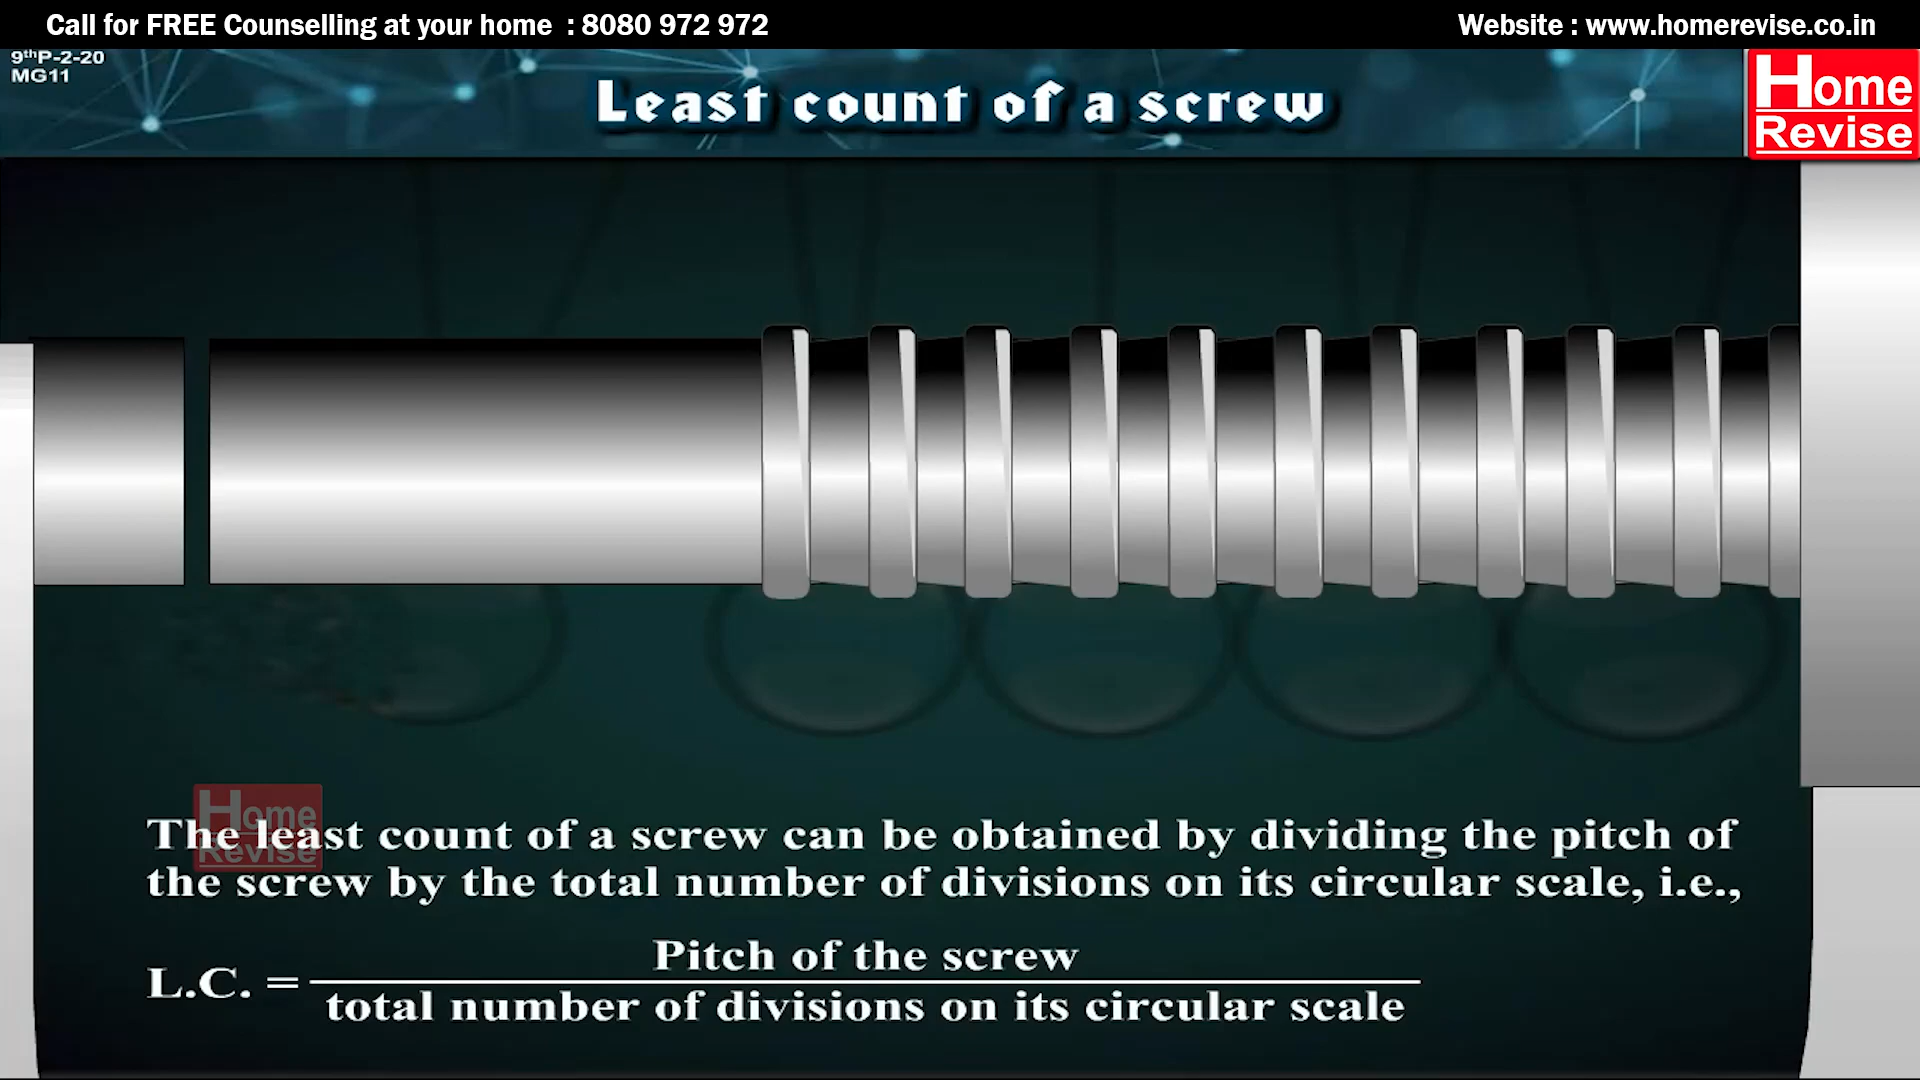 Call for FREE Counselling at your home : 8080 972 972
Website : www.homerevise.co.in
9thP-2-20
MG11
Least count of a screw
Home
Revise
Home
Revise
The least count of a screw can be obtained by dividing the pitch of
the screw by the total number of divisions on its circular scale, i.e.,
L.C. = Pitch of the screw
total number of divisions on its circular scale